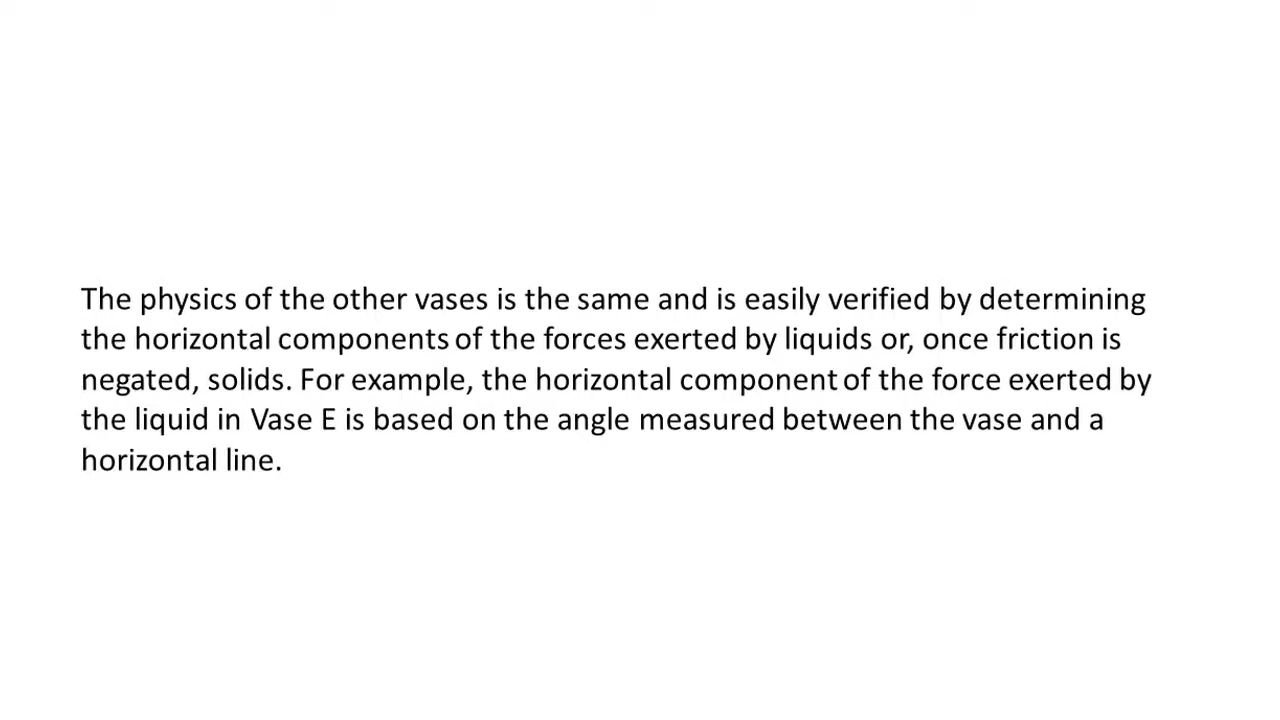 The physics of the other vases is the same and is easily verified by determining
the horizontal components of the forces exerted by liquids or, once friction is
negated, solids. For example, the horizontal component of the force exerted by
the liquid in Vase E is based on the angle measured between the vase and a
horizontal line.